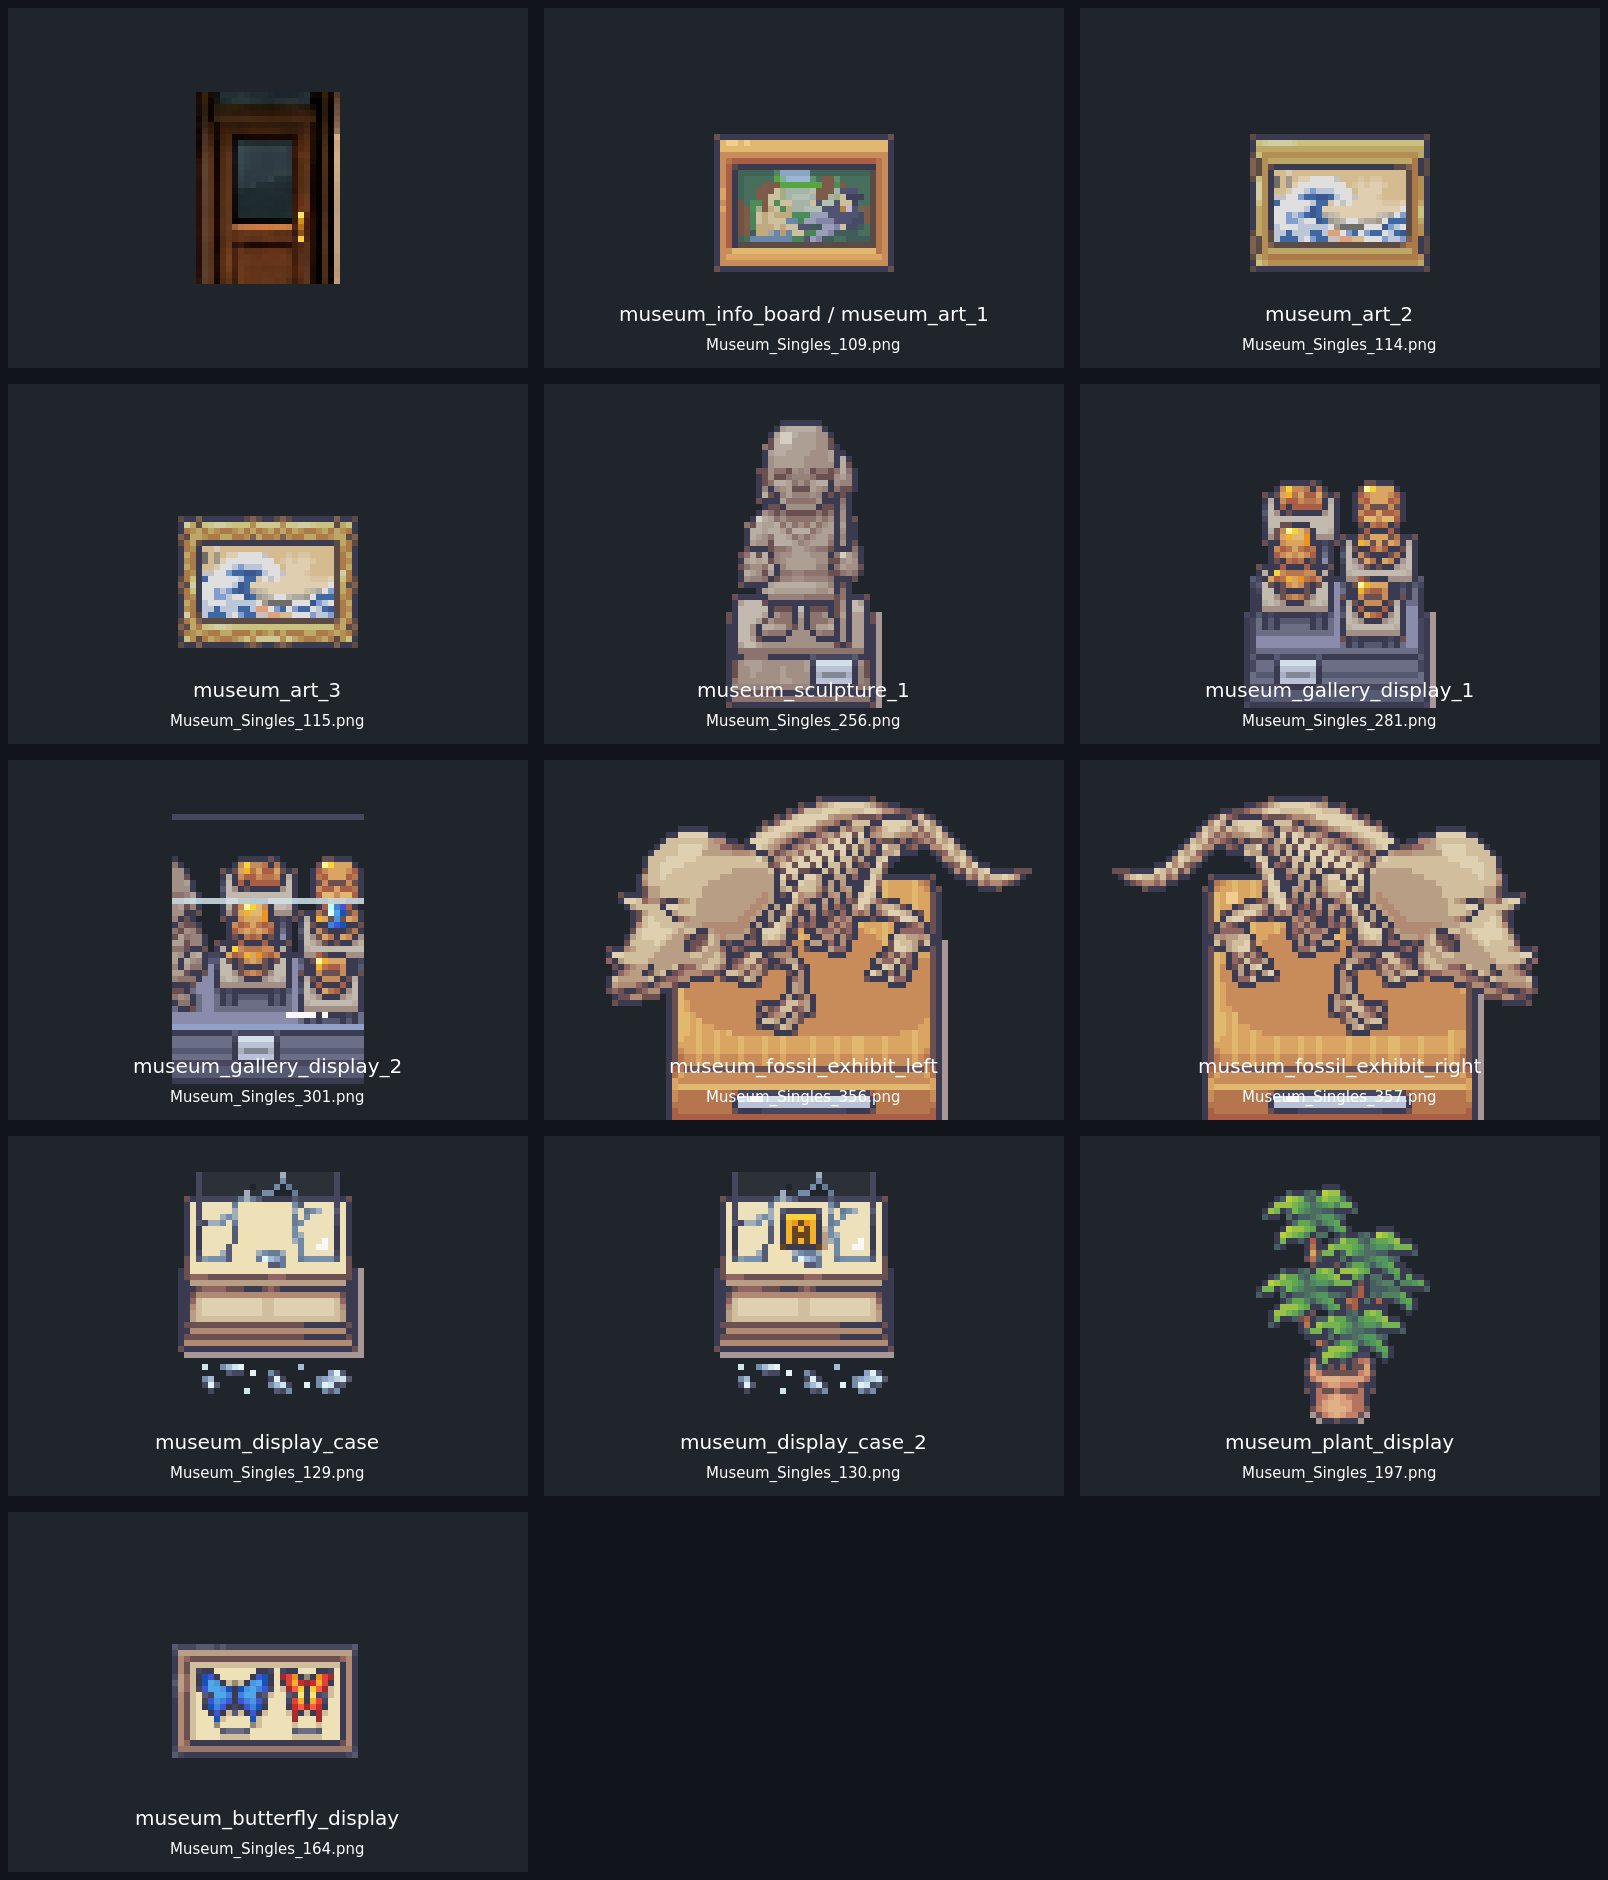 museum_info_board / museum_art_1
Museum_Singles_109.png
museum_art_2
Museum_Singles_114.png
museum_art_3
Museum_Singles_115.png
museum_sculpture_1
Museum_Singles_256.png
museum_gallery_display_1
Museum_Singles_281.png
museum_gallery_display_2
Museum_Singles_301.png
museum_fossil_exhibit_left
Museum_Singles_356.png
museum_fossil_exhibit_right
Museum_Singles_357.png
museum_display_case
Museum_Singles_129.png
museum_display_case_2
Museum_Singles_130.png
museum_plant_display
Museum_Singles_197.png
museum_butterfly_display
Museum_Singles_164.png